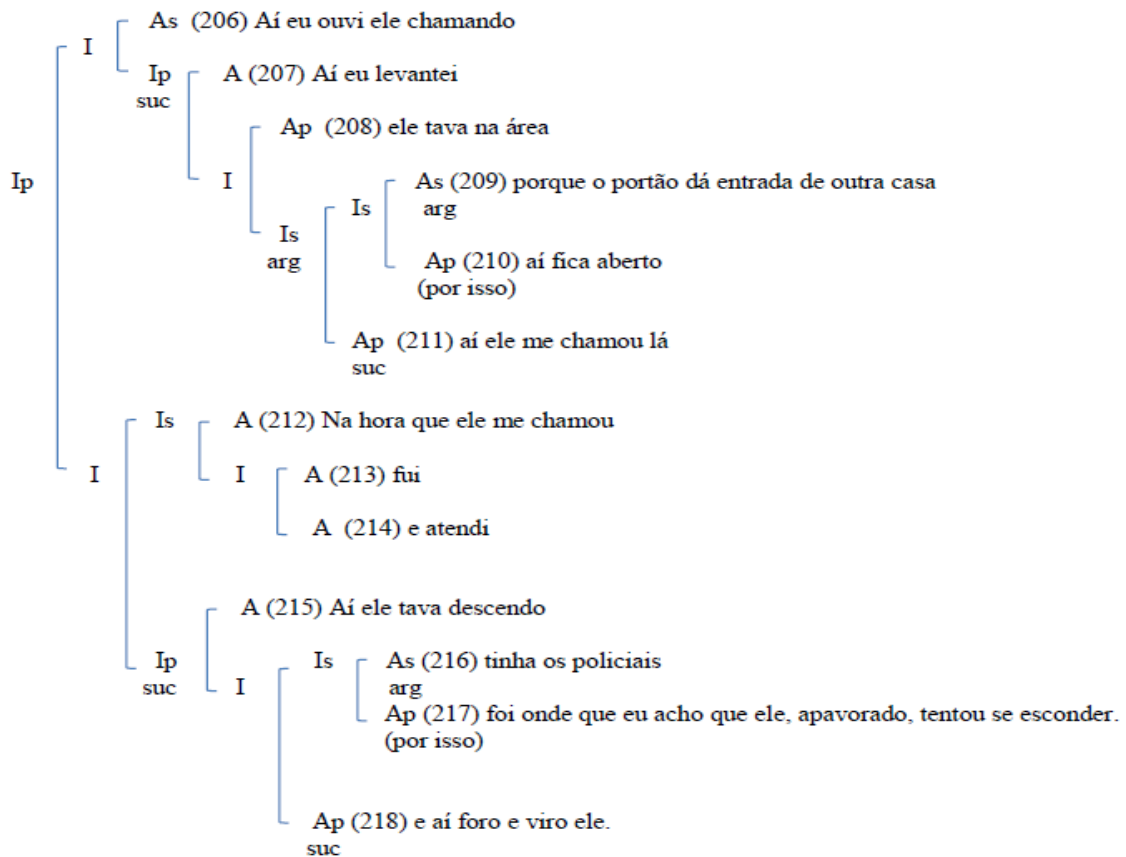 As (206) Aí eu ouvi ele chamando
I
Ip A (207) Aí eu levantei
suc
Ap (208) ele tava na área
Ip I As (209) porque o portão dá entrada de outra casa
Is arg
Is
arg Ap (210) aí fica aberto
(por isso)
Ap (211) aí ele me chamou lá
suc
Is A (212) Na hora que ele me chamou
I I A (213) fui
A (214) e atendi
A (215) Aí ele tava descendo
Ip Is As (216) tinha os policiais
suc I arg
Ap (217) foi onde que eu acho que ele, apavorado, tentou se esconder.
(por isso)
Ap (218) e aí foro e viro ele.
suc